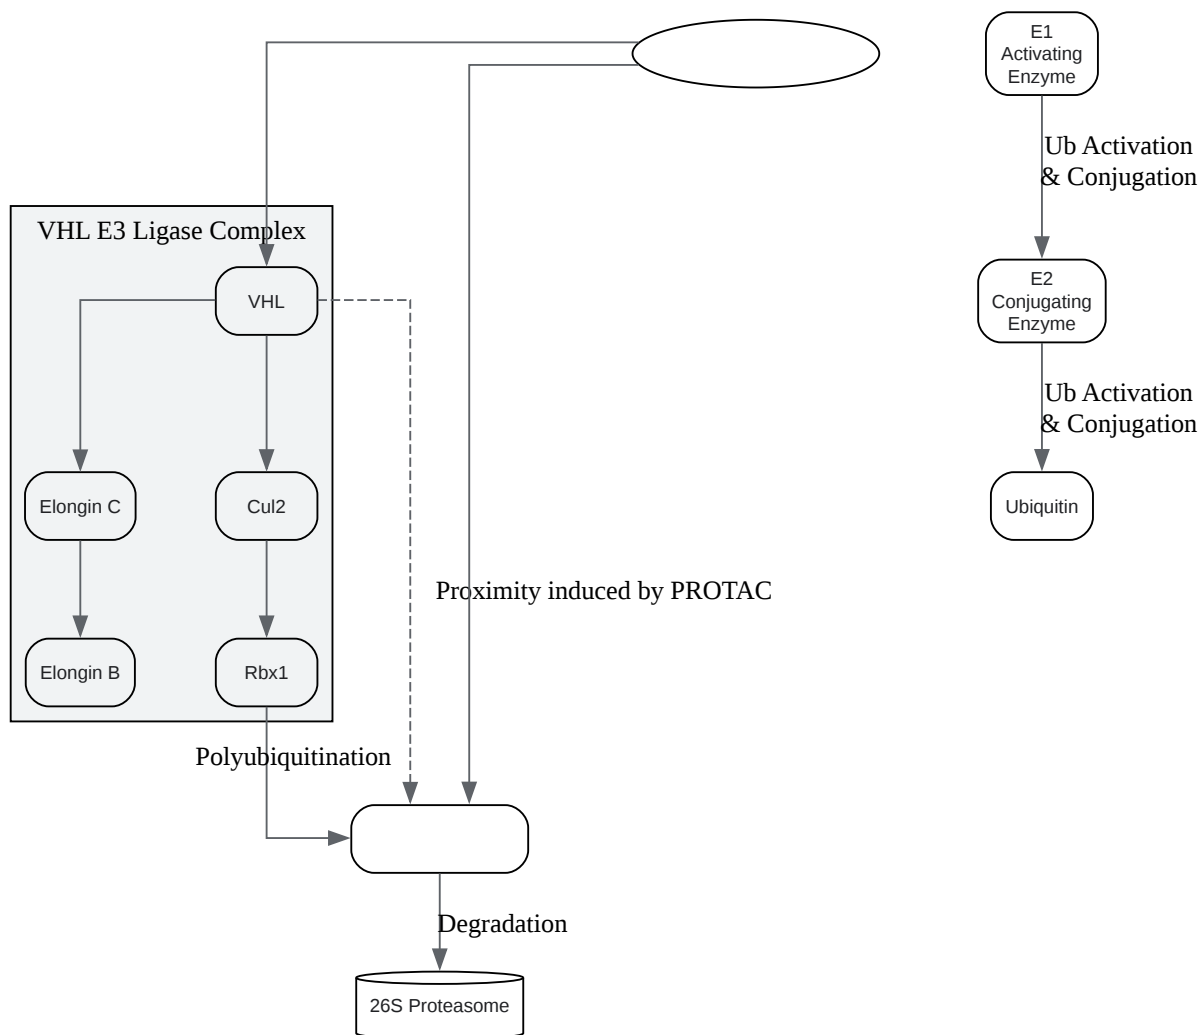 E1
Activating
Enzyme
Ub Activation
& Conjugation
VHL E3 Ligase Complex
VHL
E2
Conjugating
Enzyme
Ub Activation
& Conjugation
Elongin C
Cul2
Ubiquitin
Proximity induced by PROTAC
Elongin B
Rbx1
Polyubiquitination
Degradation
26S Proteasome